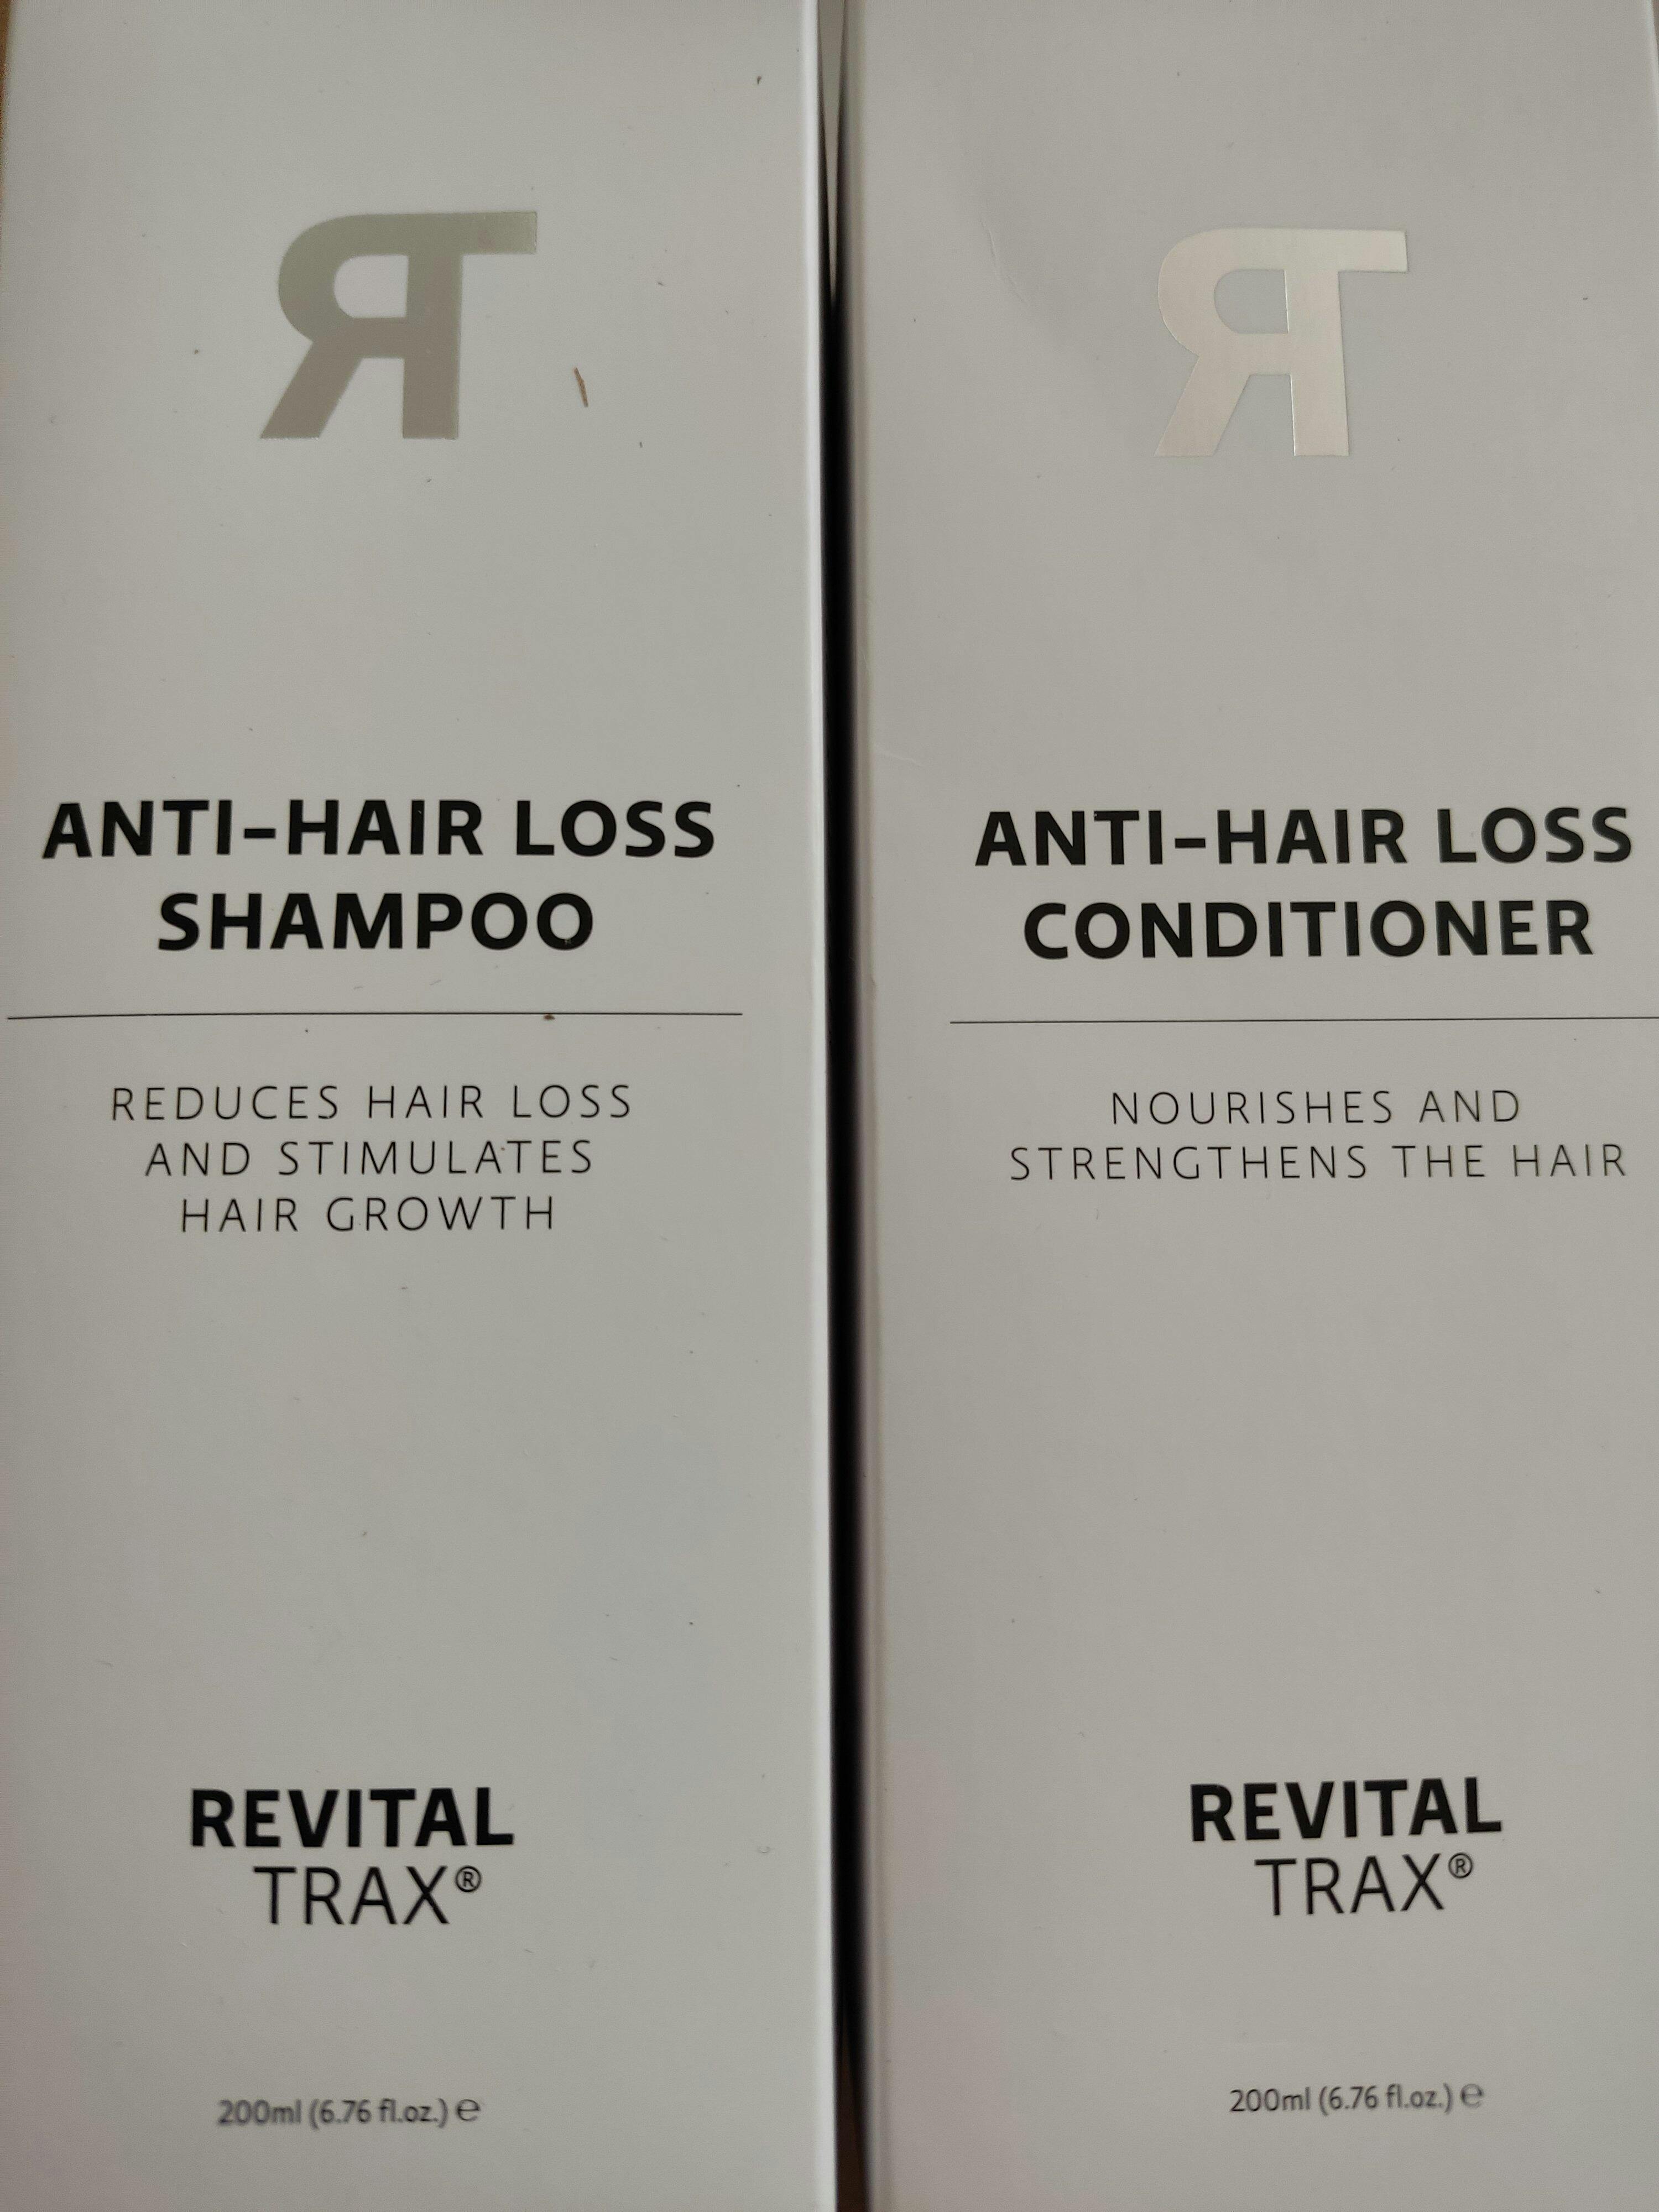 RT
ANTI-HAIR LOSS
SHAMPOO
REDUCES HAIR LOSS
AND STIMULATES
HAIR GROWTH
REVITAL
TRAX®
200ml (6.76 fl.oz.) ℮
RT
ANTI-HAIR LOSS
CONDITIONER
NOURISHES AND
STRENGTHENS THE HAIR
REVITAL
TRAX®
200ml (6.76 fl.oz.) ℮